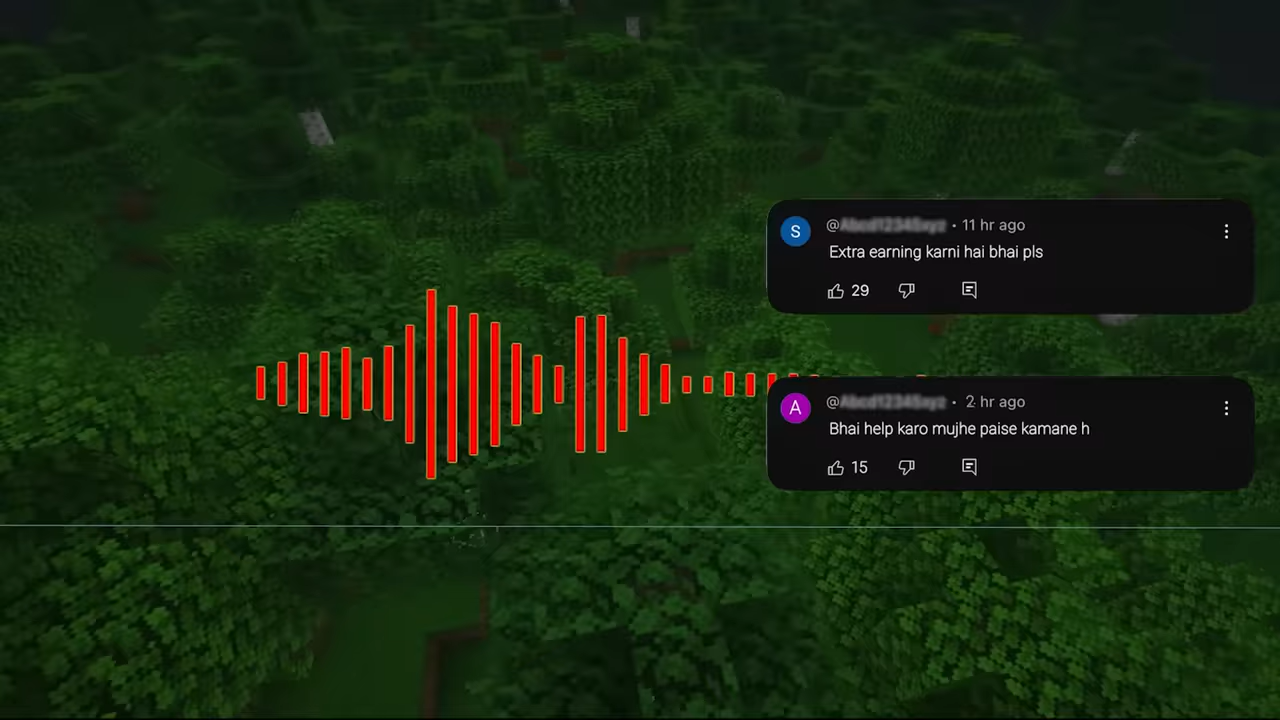 S
@ · 11 hr ago
Extra earning karni hai bhai pls
29
A
@ · 2 hr ago
Bhai help karo mujhe paise kamane h
15